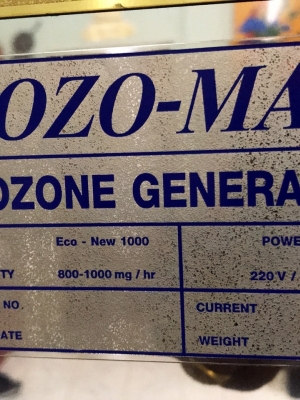 OZO-MA
OZONE GENERA
Eco - New 1000 POWE
TY 800-1000 mg / hr 220 V /
NO. CURRENT
ATE WEIGHT